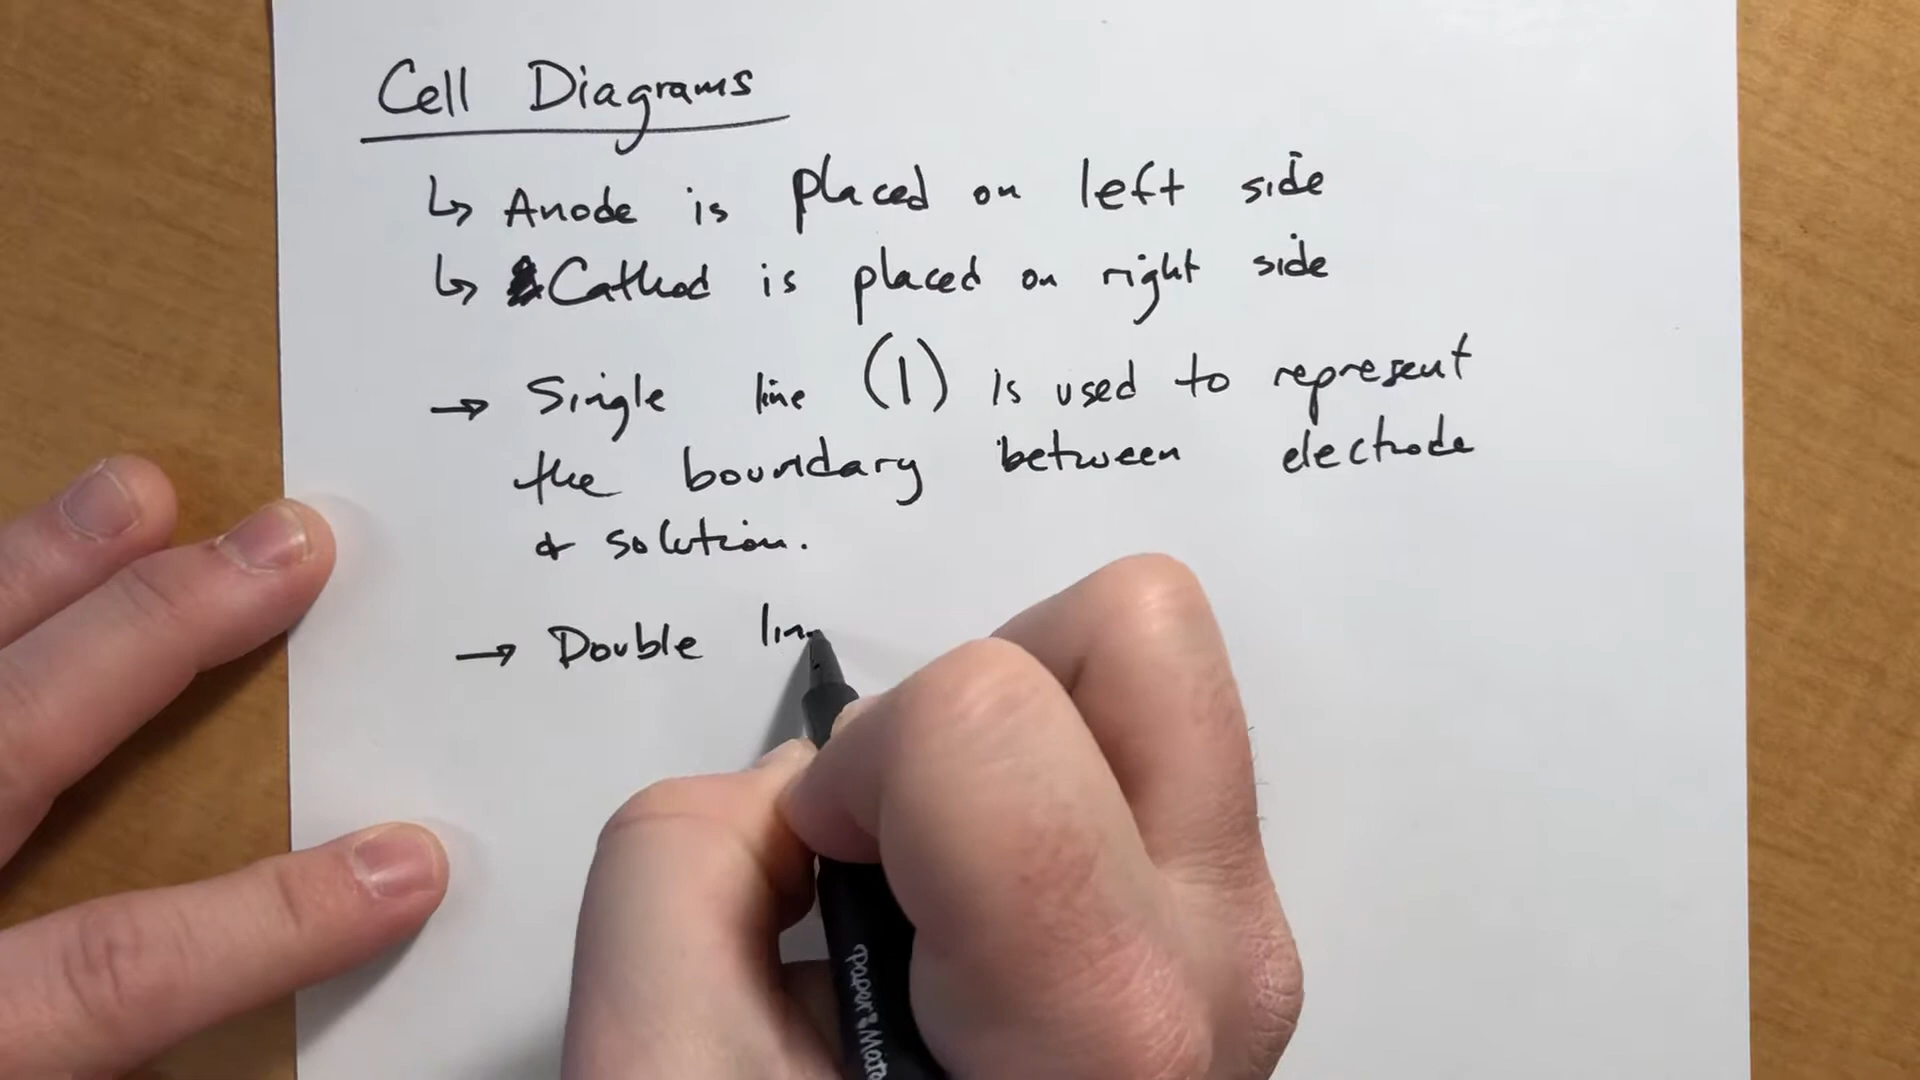 Cell Diagrams
↳ Anode is placed on left side
↳ Cathod is placed on right side
→ Single line (|) is used to represent
the boundary between electrode
& solution.
→ Double lin
Paper:Mate